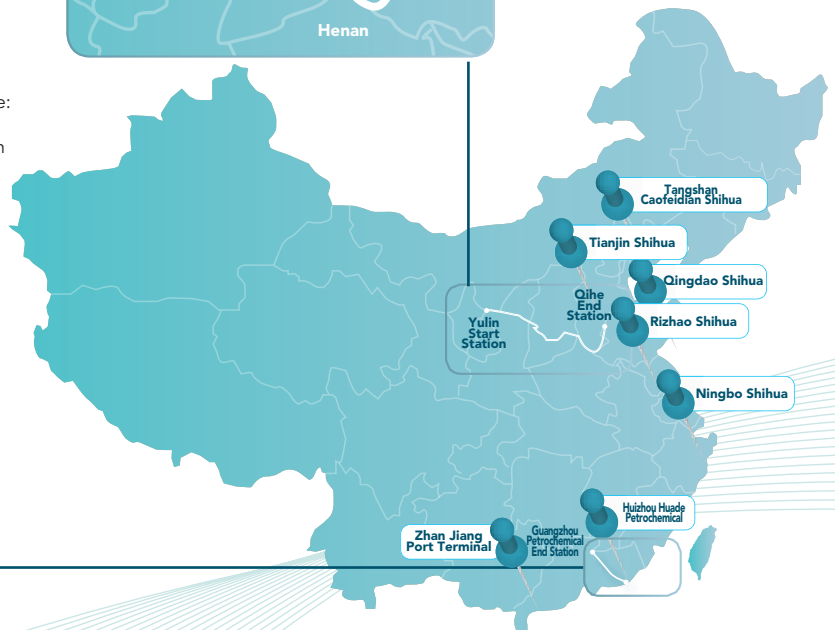 Henan
e:
n
Tangshan
Caofeidian Shihua
Tianjin Shihua
Qingdao Shihua
Qihe
End
Station
Rizhao Shihua
Yulin
Start
Station
Ningbo Shihua
Huizhou Huade
Petrochemical
Zhan Jiang
Port Terminal
Guangzhou
Petrochemical
End Station